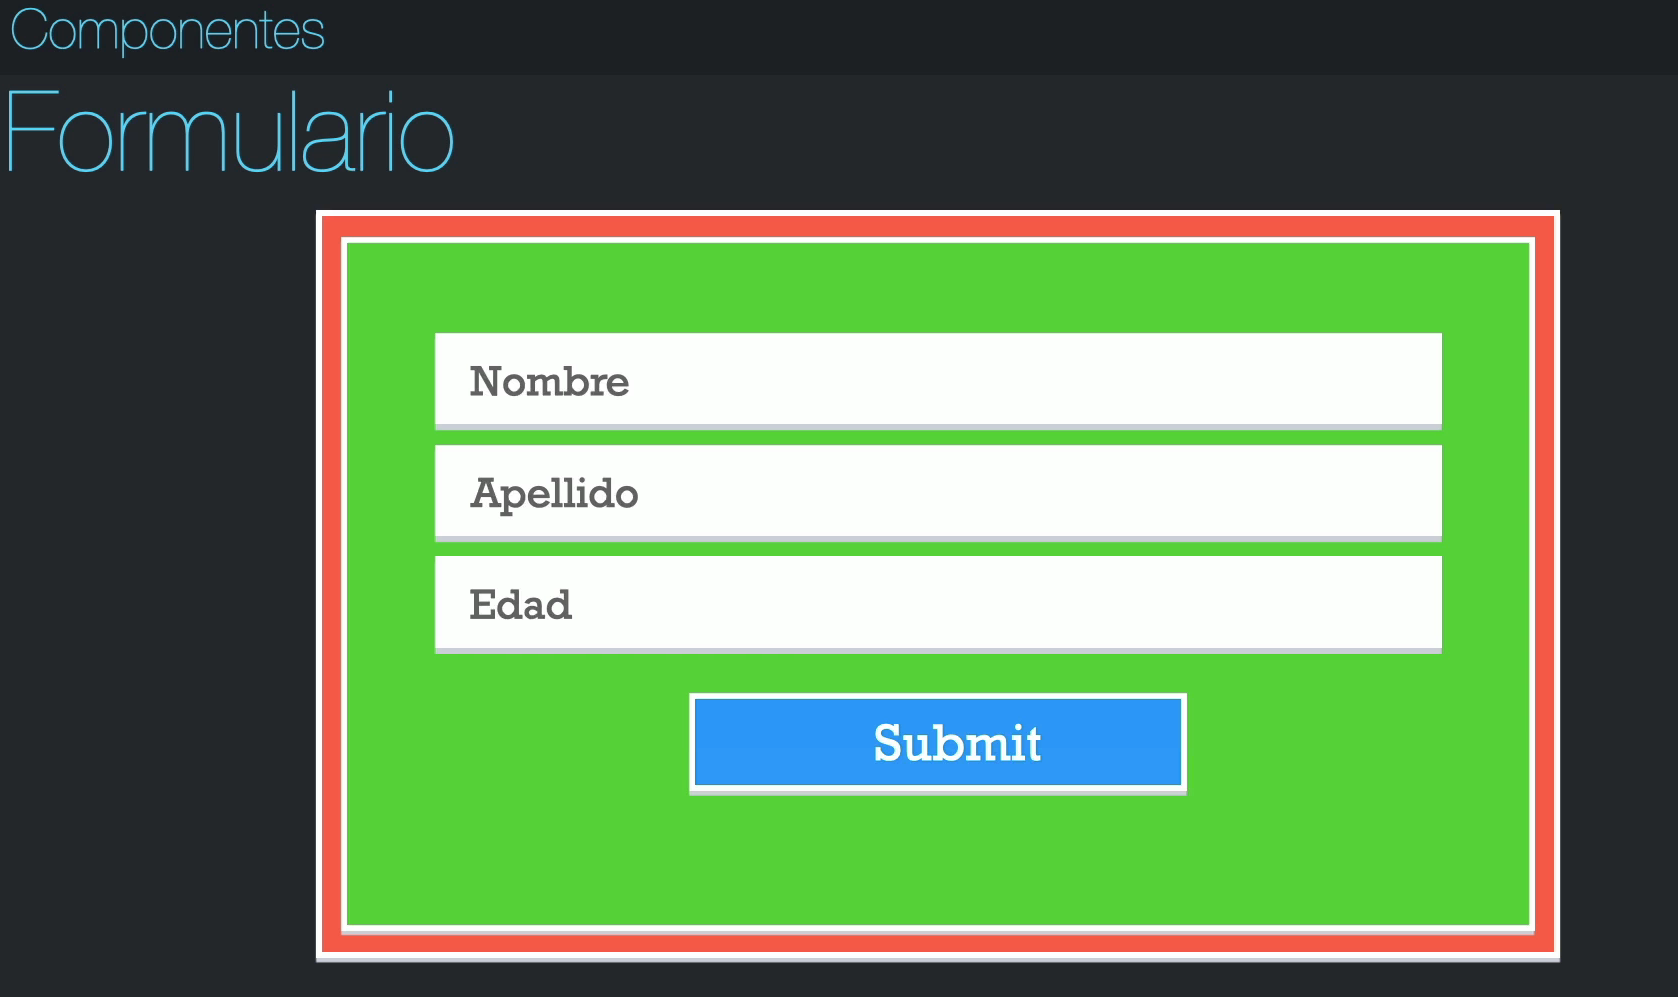 Componentes
Formulario
Nombre
Apellido
Edad
Submit